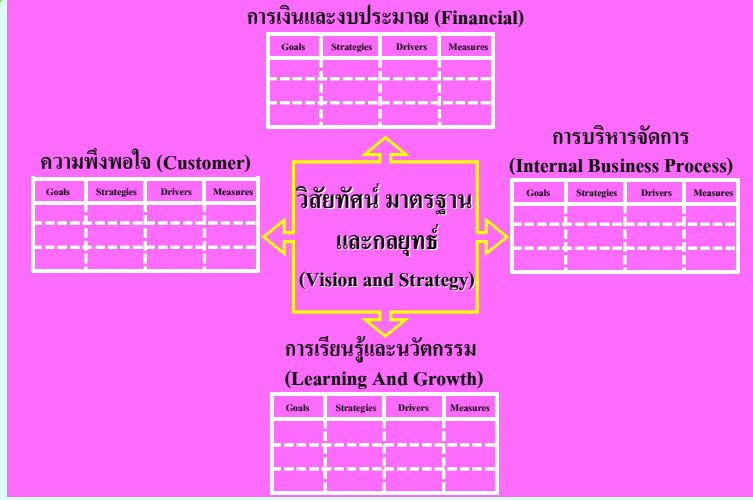 การเงินและงบประมาณ (Financial)
Goals Strategies Drivers Measures
ความพึงพอใจ (Customer)
Goals Strategies Drivers Measures
วิสัยทัศน์ มาตรฐาน
และกลยุทธ์
(Vision and Strategy)
การบริหารจัดการ
(Internal Business Process)
Goals Strategies Drivers Measures
การเรียนรู้และนวัตกรรม
(Learning And Growth)
Goals Strategies Drivers Measures